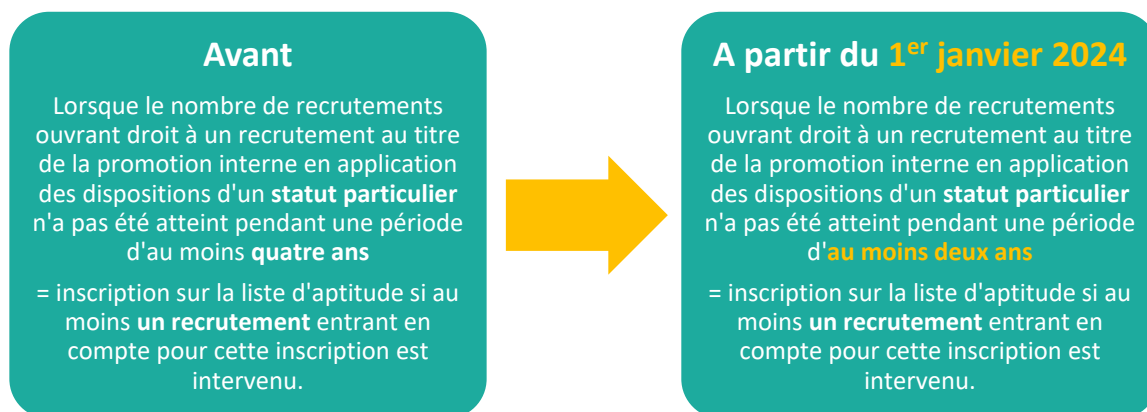 Avant
Lorsque le nombre de recrutements
ouvrant droit à un recrutement au titre
de la promotion interne en application
des dispositions d'un statut particulier
n'a pas été atteint pendant une période
d'au moins quatre ans
= inscription sur la liste d'aptitude si au
moins un recrutement entrant en
compte pour cette inscription est
intervenu.
A partir du 1er janvier 2024
Lorsque le nombre de recrutements
ouvrant droit à un recrutement au titre
de la promotion interne en application
des dispositions d'un statut particulier
n'a pas été atteint pendant une période
d'au moins deux ans
= inscription sur la liste d'aptitude si au
moins un recrutement entrant en
compte pour cette inscription est
intervenu.